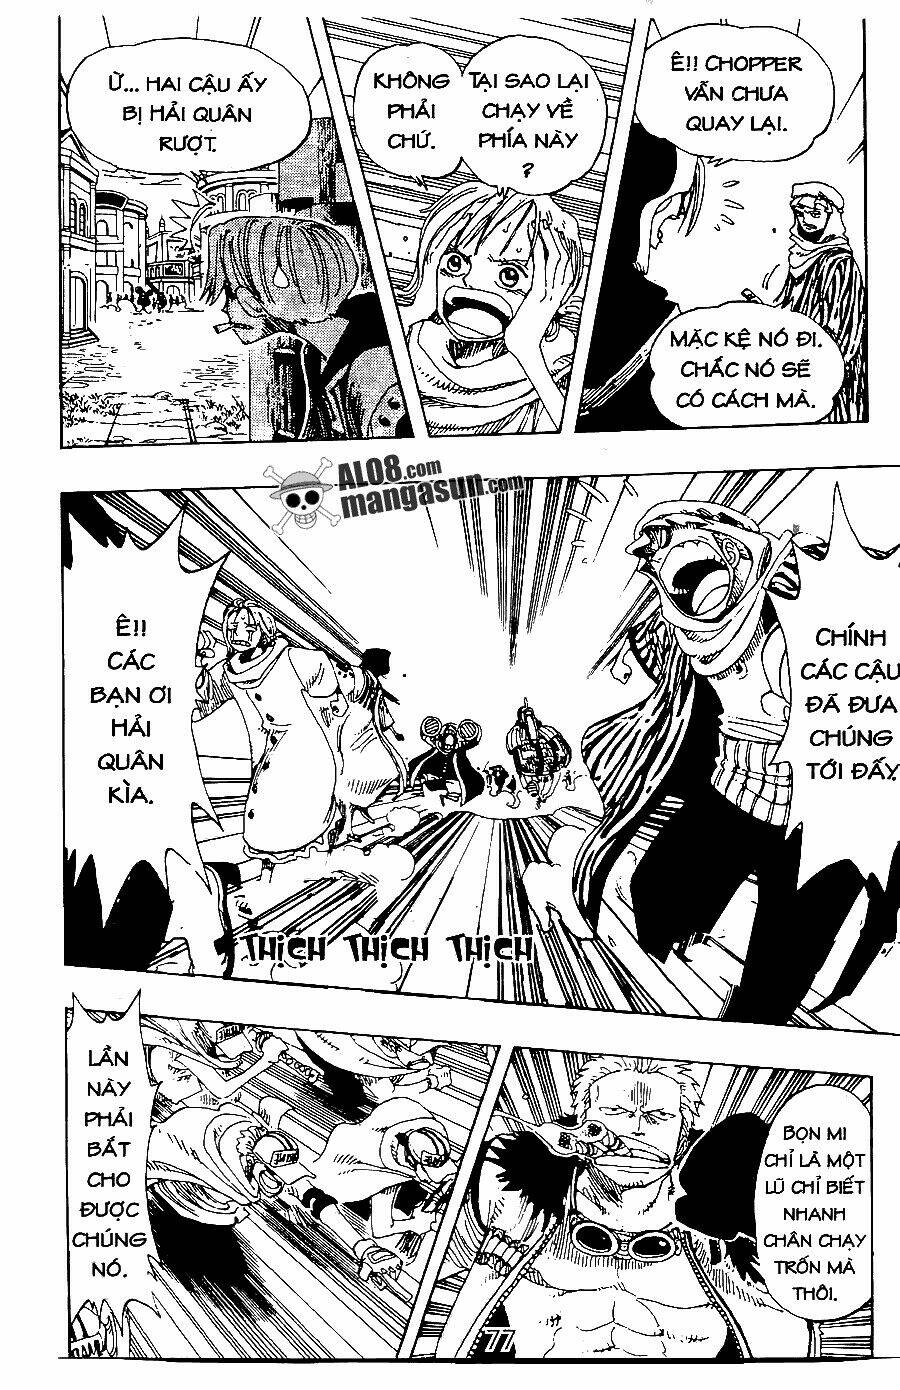 Ê!! CHOPPER
VẪN CHƯA
QUAY LẠI.
MẶC KỆ NÓ ĐI.
CHẮC NÓ SẼ
CÓ CÁCH MÀ.
TẠI SAO LẠI
CHẠY VỀ
PHÍA NÀY
?
KHÔNG
PHẢI
CHỨ.
Ừ... HAI CẬU ẤY
BỊ HẢI QUÂN
RƯỢT.
AL08.com
mangasun.com
CHÍNH
CÁC CẬU
ĐÃ ĐƯA
CHÚNG
TỚI ĐẤY.
Ê!!
CÁC
BẠN ƠI
HẢI
QUÂN
KÌA.
THỊCH THỊCH THỊCH
BỌN MI
CHỈ LÀ MỘT
LŨ CHỈ BIẾT
NHANH
CHÂN CHẠY
TRỐN MÀ
THÔI.
LẦN
NÀY
PHẢI
BẮT
CHO
ĐƯỢC
CHÚNG
NÓ.
77